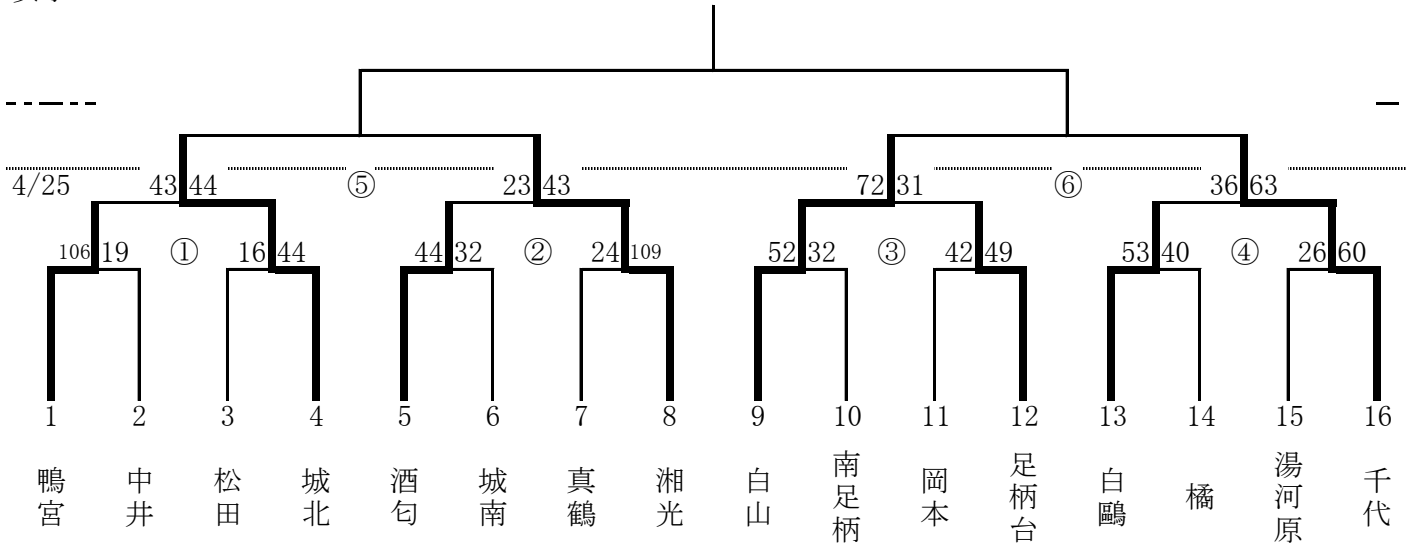 4/25 43 44 ⑤ 23 43 72 31 ⑥ 36 63
106 19 ① 16 44 44 32 ② 24 109 52 32 ③ 42 49 53 40 ④ 26 60
1 2 3 4 5 6 7 8 9 10 11 12 13 14 15 16
鴨宮 中井 松田 城北 酒匂 城南 真鶴 湘光 白山 南足柄 岡本 足柄台 白鷗 橘 湯河原 千代